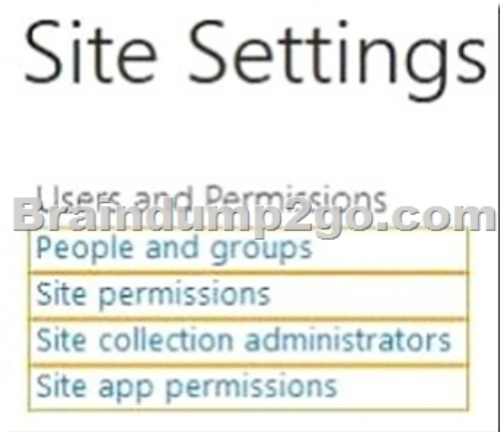 Site Settings
Users and Permissions
Braindump2go.com
People and groups
Site permissions
Site collection administrators
Site app permissions